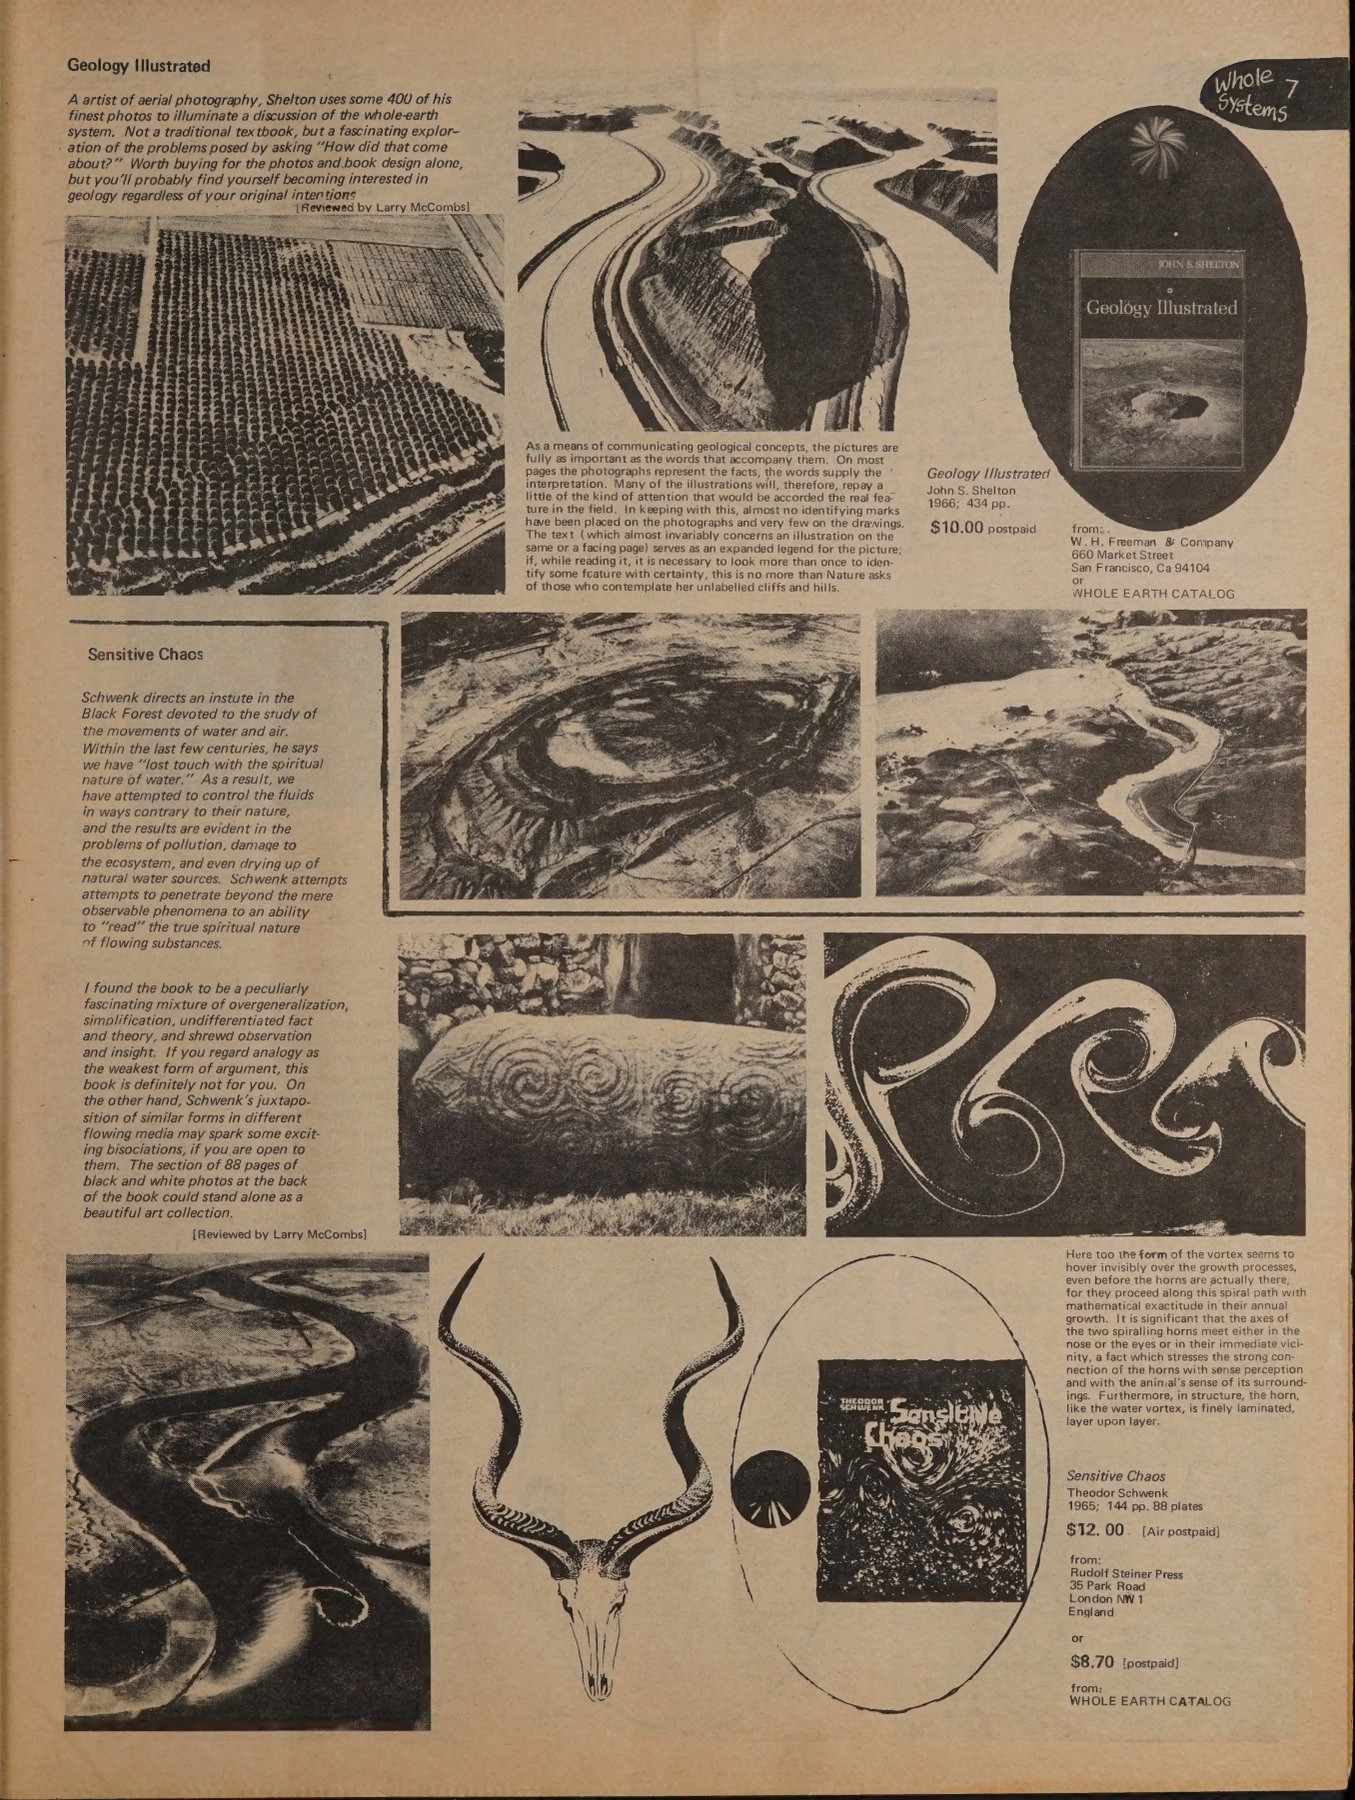 Whole 7
Systems
Geology Illustrated
A artist of aerial photography, Shelton uses some 400 of his
finest photos to illuminate a discussion of the whole-earth
system. Not a traditional textbook, but a fascinating explor-
ation of the problems posed by asking "How did that come
about?" Worth buying for the photos and book design alone,
but you'll probably find yourself becoming interested in
geology regardless of your original intentions
[Reviewed by Larry McCombs]
JOHN S. SHELTON
Geology Illustrated
As a means of communicating geological concepts, the pictures are
fully as important as the words that accompany them. On most
pages the photographs represent the facts, the words supply the
interpretation. Many of the illustrations will, therefore, repay a
little of the kind of attention that would be accorded the real fea-
ture in the field. In keeping with this, almost no identifying marks
have been placed on the photographs and very few on the drawings.
The text (which almost invariably concerns an illustration on the
same or a facing page) serves as an expanded legend for the picture;
if, while reading it, it is necessary to look more than once to iden-
tify some feature with certainty, this is no more than Nature asks
of those who contemplate her unlabelled cliffs and hills.
Geology Illustrated
John S. Shelton
1966; 434 pp.
$10.00 postpaid
from:
W. H. Freeman & Company
660 Market Street
San Francisco, Ca 94104
or
WHOLE EARTH CATALOG
Sensitive Chaos
Schwenk directs an instute in the
Black Forest devoted to the study of
the movements of water and air.
Within the last few centuries, he says
we have "lost touch with the spiritual
nature of water." As a result, we
have attempted to control the fluids
in ways contrary to their nature,
and the results are evident in the
problems of pollution, damage to
the ecosystem, and even drying up of
natural water sources. Schwenk attempts
attempts to penetrate beyond the mere
observable phenomena to an ability
to "read" the true spiritual nature
of flowing substances.
I found the book to be a peculiarly
fascinating mixture of overgeneralization,
simplification, undifferentiated fact
and theory, and shrewd observation
and insight. If you regard analogy as
the weakest form of argument, this
book is definitely not for you. On
the other hand, Schwenk's juxtapo-
sition of similar forms in different
flowing media may spark some excit-
ing bisociations, if you are open to
them. The section of 88 pages of
black and white photos at the back
of the book could stand alone as a
beautiful art collection.
[Reviewed by Larry McCombs]
THEODOR
SCHWENK
Sensitive
Chaos
Here too the form of the vortex seems to
hover invisibly over the growth processes,
even before the horns are actually there,
for they proceed along this spiral path with
mathematical exactitude in their annual
growth. It is significant that the axes of
the two spiralling horns meet either in the
nose or the eyes or in their immediate vici-
nity, a fact which stresses the strong con-
nection of the horns with sense perception
and with the animal's sense of its surround-
ings. Furthermore, in structure, the horn,
like the water vortex, is finely laminated,
layer upon layer.
Sensitive Chaos
Theodor Schwenk
1965; 144 pp. 88 plates
$12.00 [Air postpaid]
from:
Rudolf Steiner Press
35 Park Road
London NW 1
England
or
$8.70 [postpaid]
from:
WHOLE EARTH CATALOG